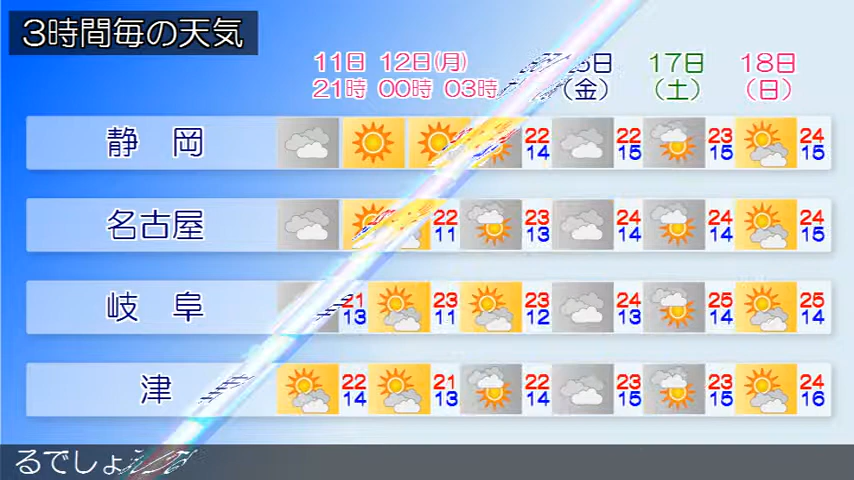 3時間毎の天気
11日 12日(月) 17日 18日
21時 00時 03時 (金) (土) (日)
静岡 22 22 23 24
14 15 15 15
名古屋 22 23 24 24 24
11 13 14 14 15
岐阜 21 23 23 24 25 25
13 11 12 13 14 14
津 22 21 22 23 23 24
14 13 14 15 15 16
るでしょ